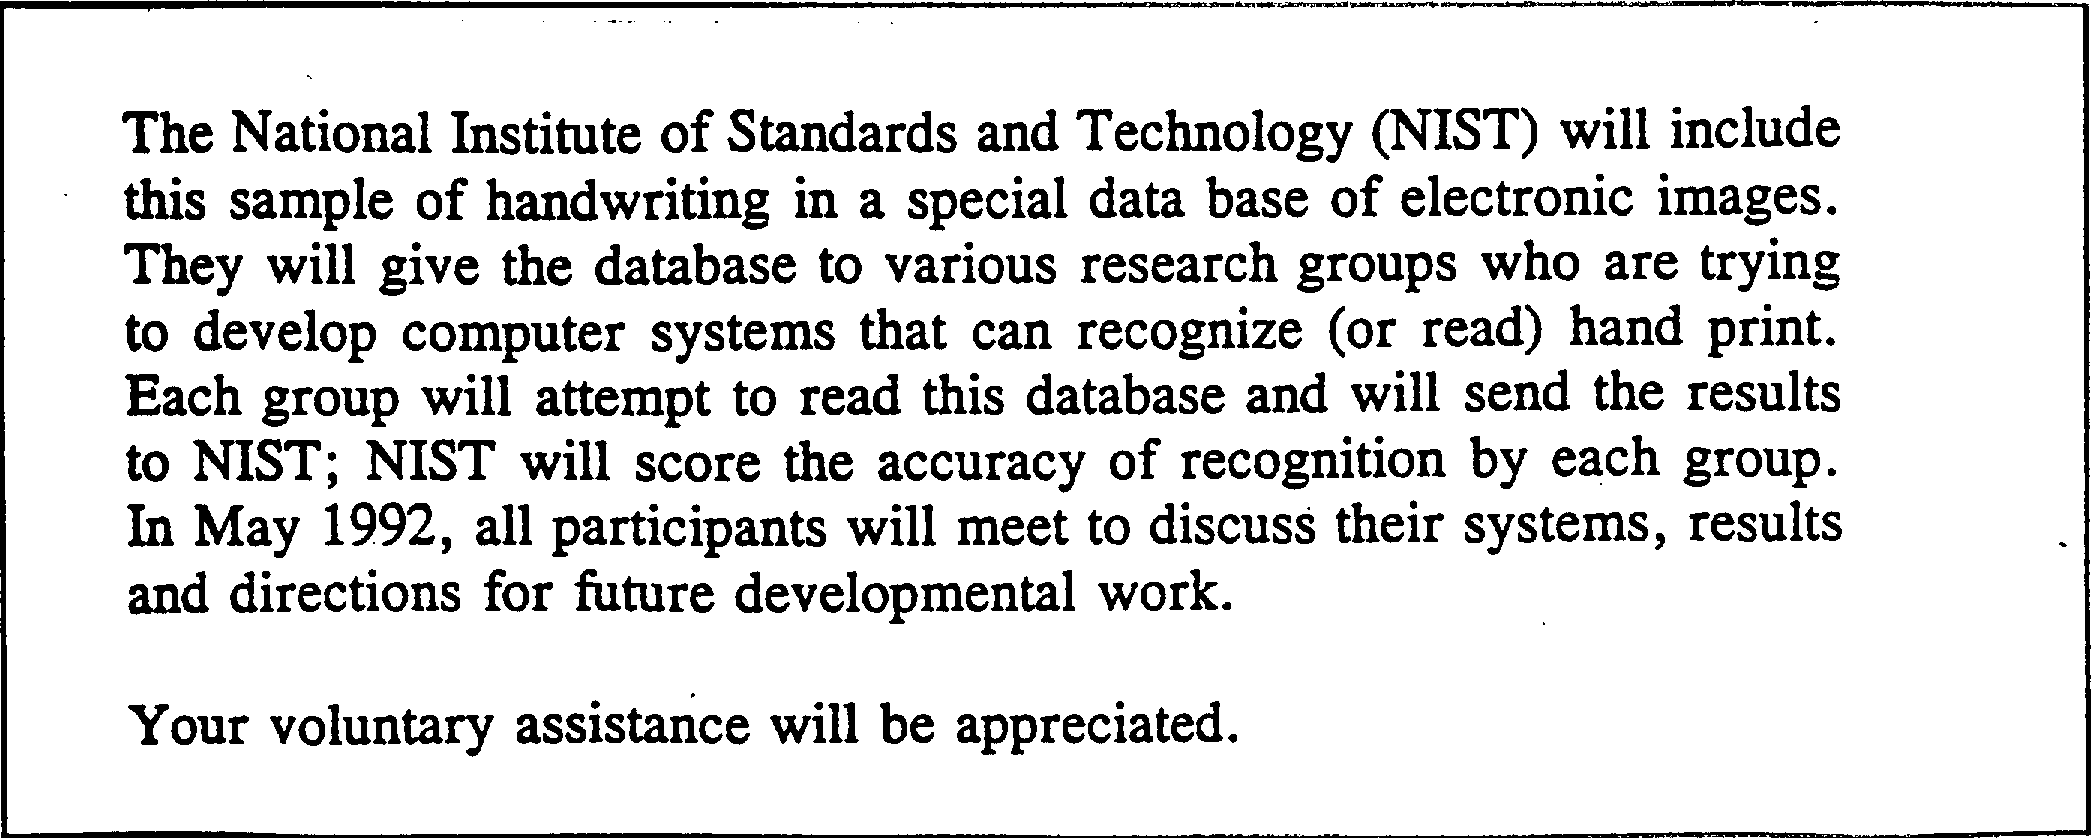 The National Institute of Standards and Technology (NIST) will include
this sample of handwriting in a special data base of electronic images.
They will give the database to various research groups who are trying
to develop computer systems that can recognize (or read) hand print.
Each group will attempt to read this database and will send the results
to NIST; NIST will score the accuracy of recognition by each group.
In May 1992, all participants will meet to discuss their systems, results
and directions for future developmental work.
Your voluntary assistance will be appreciated.